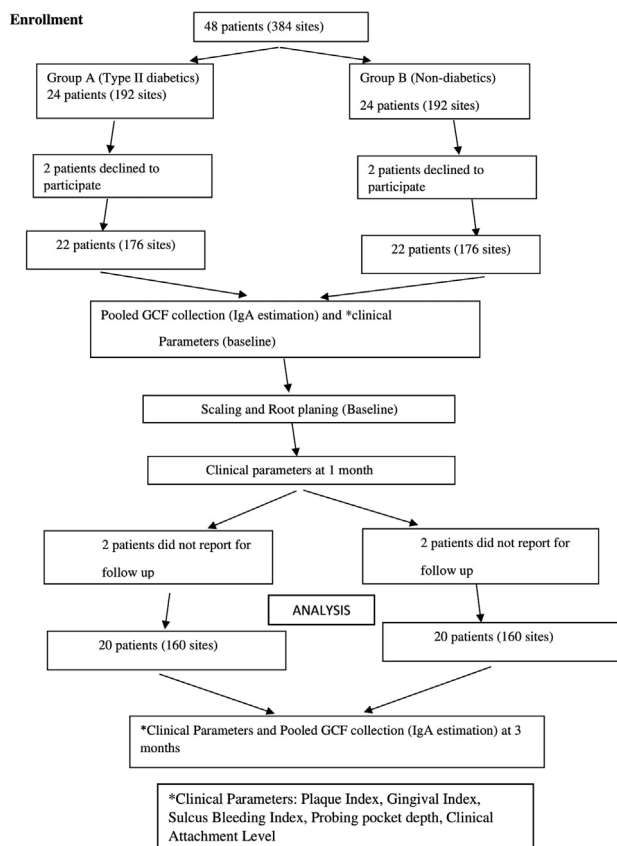 Enrollment
48 patients (384 sites)
Group A (Type II diabetics)
24 patients (192 sites)
Group B (Non-diabetics)
24 patients (192 sites)
2 patients declined to
participate
2 patients declined to
participate
22 patients (176 sites)
22 patients (176 sites)
Pooled GCF collection (IgA estimation) and *clinical
Parameters (baseline)
Scaling and Root planing (Baseline)
Clinical parameters at 1 month
2 patients did not report for
follow up
2 patients did not report for
follow up
ANALYSIS
20 patients (160 sites)
20 patients (160 sites)
*Clinical Parameters and Pooled GCF collection (IgA estimation) at 3
months
*Clinical Parameters: Plaque Index, Gingival Index,
Sulcus Bleeding Index, Probing pocket depth, Clinical
Attachment Level